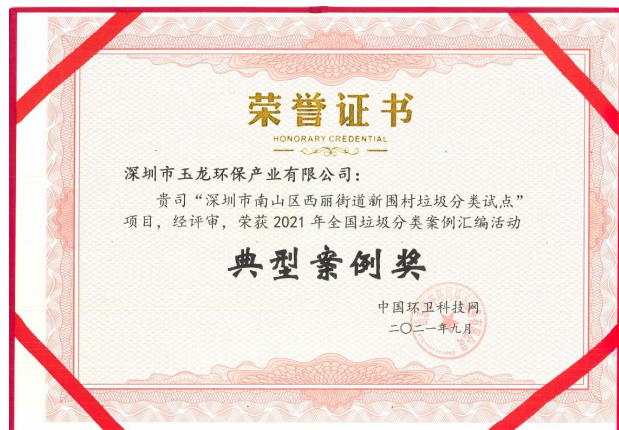 荣誉证书
HONORARY CREDENTIAL
深圳市玉龙环保产业有限公司：
贵司“深圳市南山区西丽街道新围村垃圾分类试点”
项目，经评审，荣获 2021 年全国垃圾分类案例汇编活动
典型案例奖
中国环卫科技网
二〇二一年九月